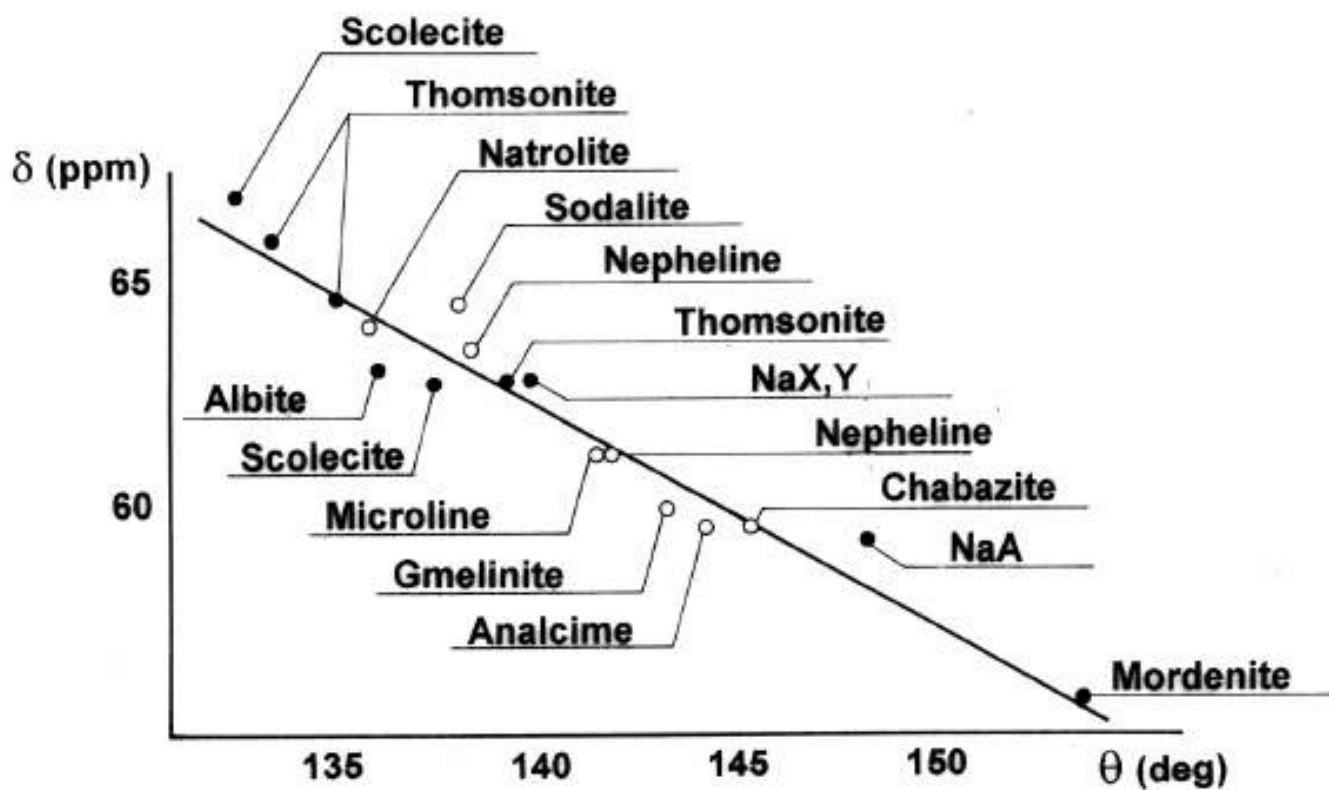 Scolecite
Thomsonite
δ (ppm)
Natrolite
Sodalite
65
Nepheline
Thomsonite
Albite
NaX,Y
Scolecite
Nepheline
60
Microline
Chabazite
Gmelinite
NaA
Analcime
Mordenite
135
140
145
150
θ (deg)